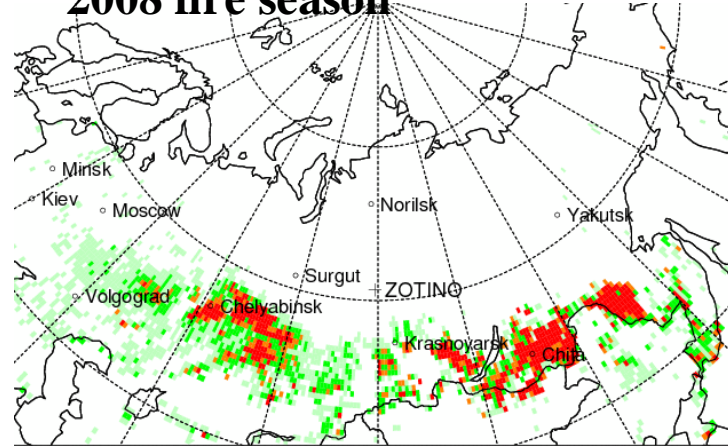 2008 fire season
Minsk
Kiev
Moscow
Norilsk
Yakutsk
Surgut
ZOTINO
Volgograd
Chelyabinsk
Krasnoyarsk
Chita